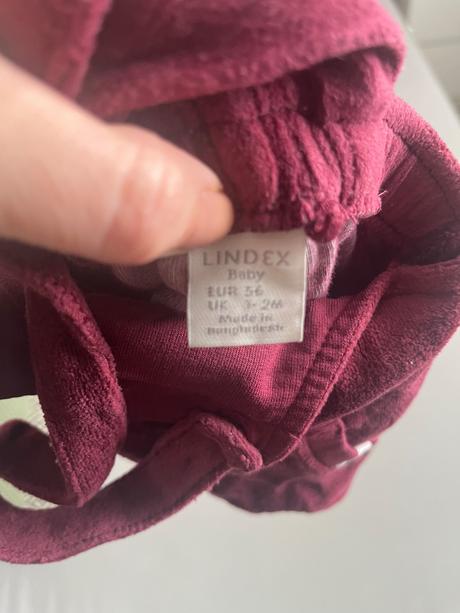 LINDEX
Baby
EUR 56
UK 1-2M
Made in
Bangladesh